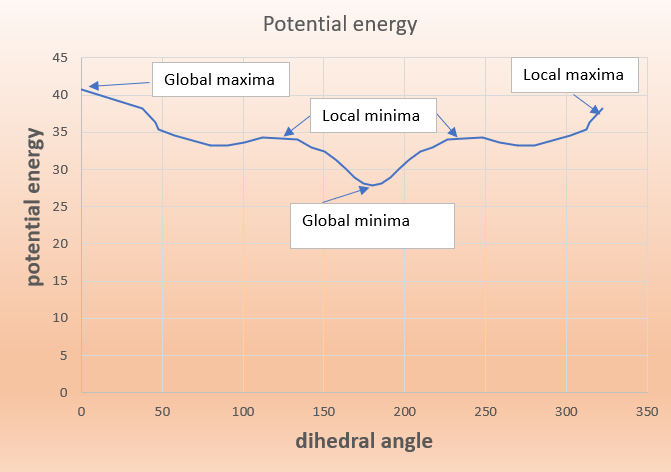 Potential energy
potential energy
45
40
35
30
25
20
15
10
5
0
Global maxima
Local maxima
Local minima
Global minima
0 50 100 150 200 250 300 350
dihedral angle